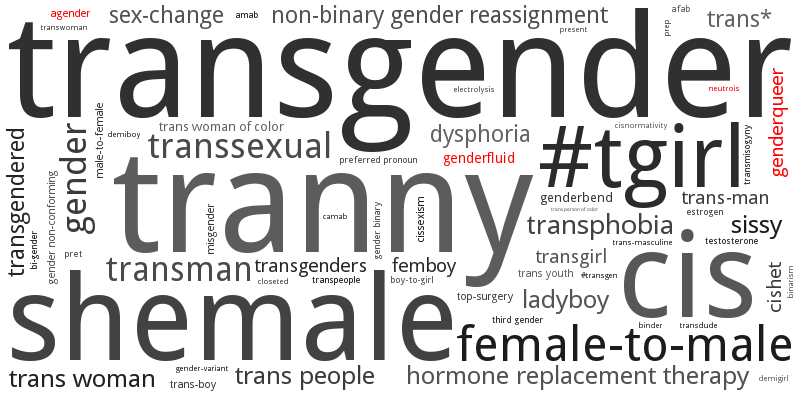 agender
sex-change
amab
non-binary
gender reassignment
afab
trans*
transwoman
present
prep
transgender
electrolysis
neutrois
genderqueer
male-to-female
demiboy
trans woman of color
cisnormativity
dysphoria
transgendered
gender
transsexual
preferred pronoun
genderfluid
#tgirl
transmisogyny
tranny
gender non-conforming
misgender
camab
gender binary
cissexism
genderbend
trans-man
transperson of color
estrogen
transphobia
sissy
bi-gender
pret
trans-masculine
testosterone
transman
transgenders
femboy
transgirl
cis
cishet
binarism
closeted
transpeople
boy-to-girl
trans youth
#transgen
shemale
top-surgery
ladyboy
third gender
binder
transdude
female-to-male
trans woman
gender-variant
trans-boy
trans people
hormone replacement therapy
demigirl